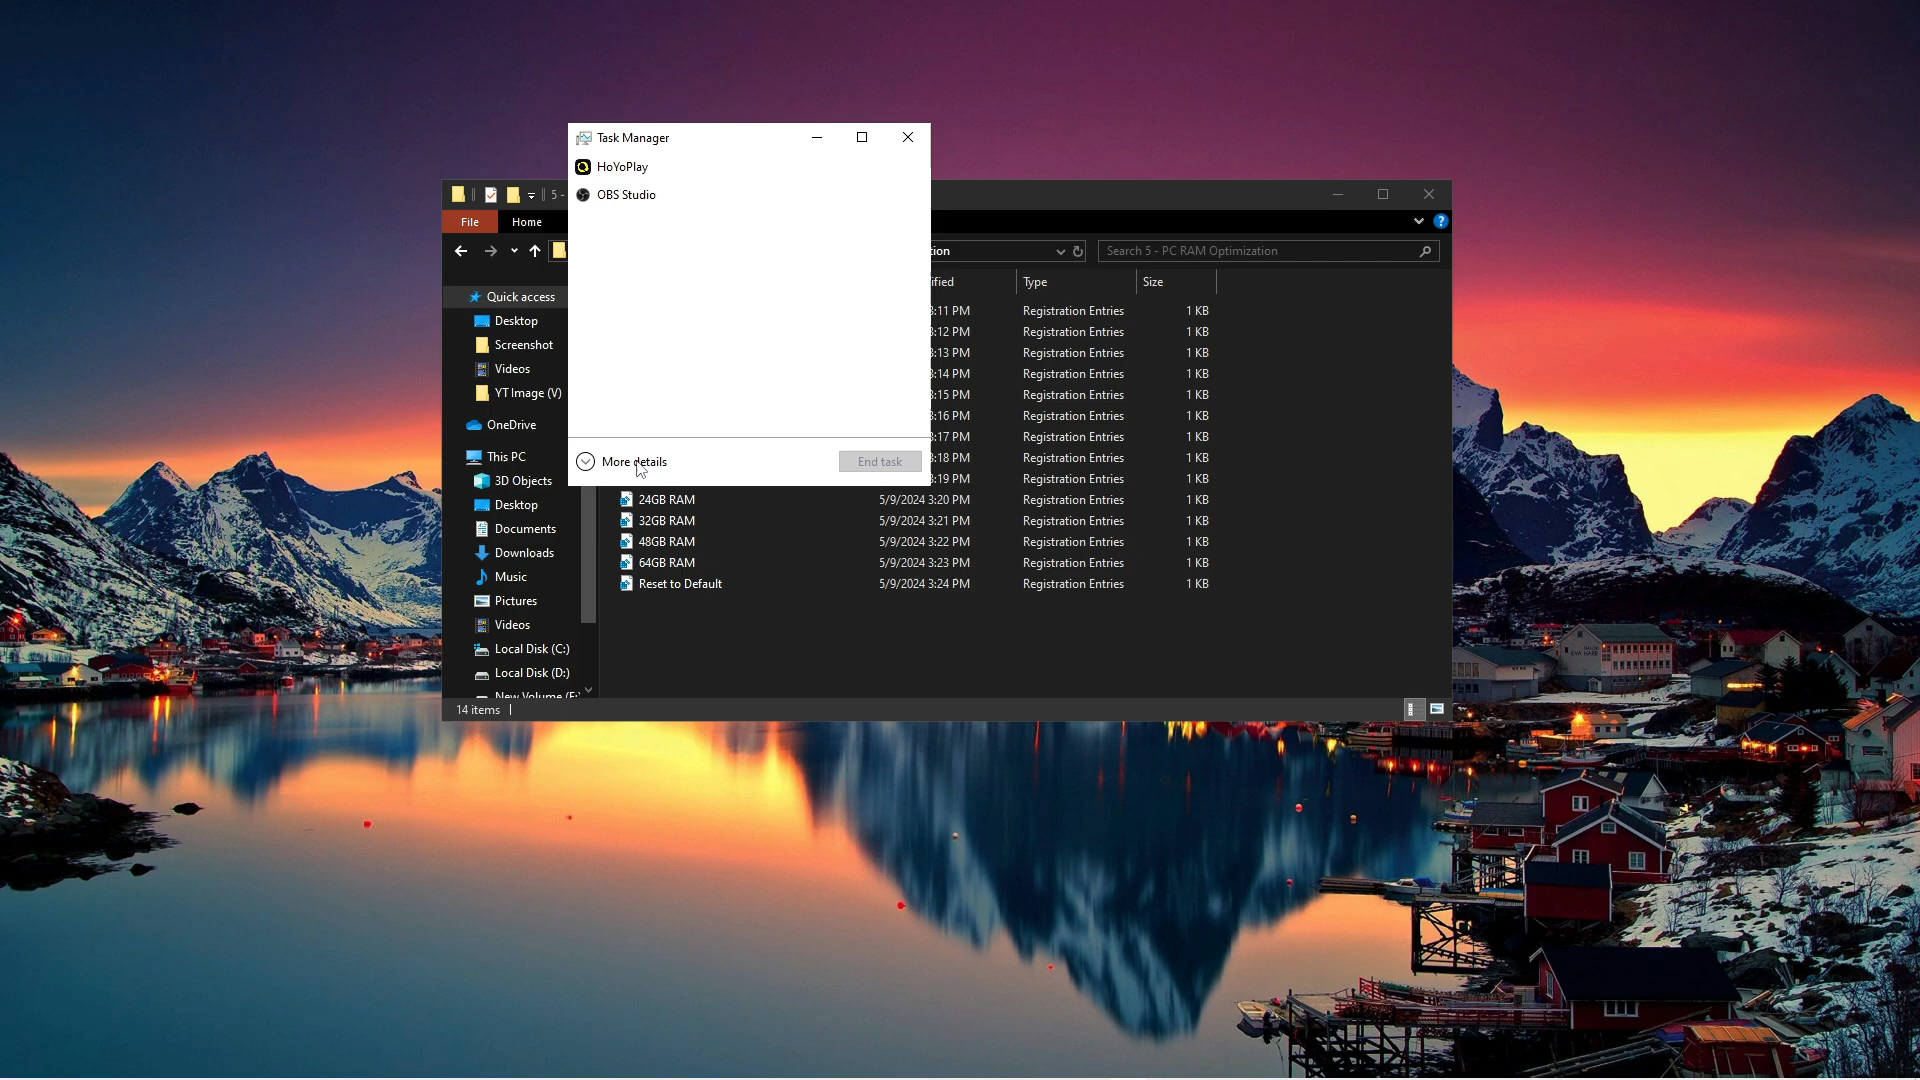 Task Manager
HoYoPlay
OBS Studio
More details
End task
5 -
File
Home
tion
Search 5 - PC RAM Optimization
ified
Type
Size
3:11 PM Registration Entries 1 KB
3:12 PM Registration Entries 1 KB
3:13 PM Registration Entries 1 KB
3:14 PM Registration Entries 1 KB
3:15 PM Registration Entries 1 KB
3:16 PM Registration Entries 1 KB
3:17 PM Registration Entries 1 KB
3:18 PM Registration Entries 1 KB
3:19 PM Registration Entries 1 KB
24GB RAM 5/9/2024 3:20 PM Registration Entries 1 KB
32GB RAM 5/9/2024 3:21 PM Registration Entries 1 KB
48GB RAM 5/9/2024 3:22 PM Registration Entries 1 KB
64GB RAM 5/9/2024 3:23 PM Registration Entries 1 KB
Reset to Default 5/9/2024 3:24 PM Registration Entries 1 KB
Quick access
Desktop
Screenshot
Videos
YT Image (V)
OneDrive
This PC
3D Objects
Desktop
Documents
Downloads
Music
Pictures
Videos
Local Disk (C:)
Local Disk (D:)
New Volume (E:)
14 items